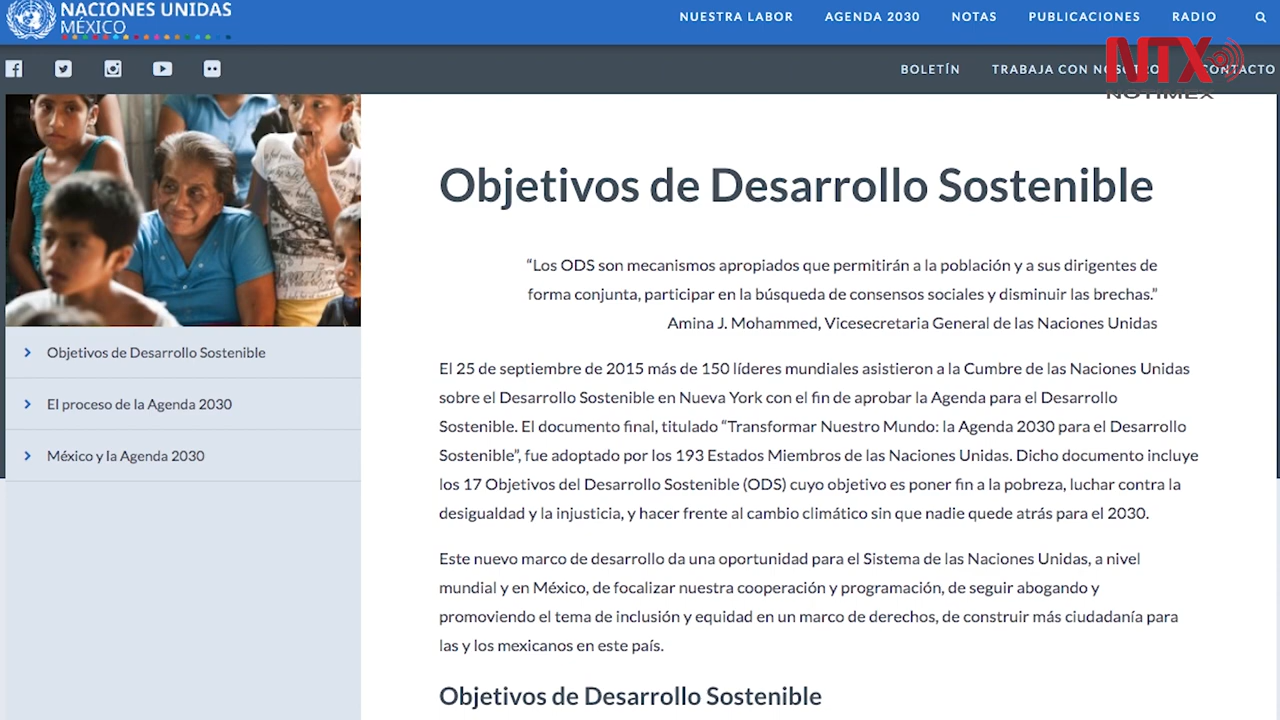 NACIONES UNIDAS
MÉXICO
NUESTRA LABOR AGENDA 2030 NOTAS PUBLICACIONES RADIO
BOLETÍN TRABAJA CON NOSOTRO CONTACTO
NTX
NOTIMEX
Objetivos de Desarrollo Sostenible
El proceso de la Agenda 2030
México y la Agenda 2030
Objetivos de Desarrollo Sostenible
“Los ODS son mecanismos apropiados que permitirán a la población y a sus dirigentes de
forma conjunta, participar en la búsqueda de consensos sociales y disminuir las brechas.”
Amina J. Mohammed, Vicesecretaria General de las Naciones Unidas
El 25 de septiembre de 2015 más de 150 líderes mundiales asistieron a la Cumbre de las Naciones Unidas
sobre el Desarrollo Sostenible en Nueva York con el fin de aprobar la Agenda para el Desarrollo
Sostenible. El documento final, titulado “Transformar Nuestro Mundo: la Agenda 2030 para el Desarrollo
Sostenible”, fue adoptado por los 193 Estados Miembros de las Naciones Unidas. Dicho documento incluye
los 17 Objetivos del Desarrollo Sostenible (ODS) cuyo objetivo es poner fin a la pobreza, luchar contra la
desigualdad y la injusticia, y hacer frente al cambio climático sin que nadie quede atrás para el 2030.
Este nuevo marco de desarrollo da una oportunidad para el Sistema de las Naciones Unidas, a nivel
mundial y en México, de focalizar nuestra cooperación y programación, de seguir abogando y
promoviendo el tema de inclusión y equidad en un marco de derechos, de construir más ciudadanía para
las y los mexicanos en este país.
Objetivos de Desarrollo Sostenible